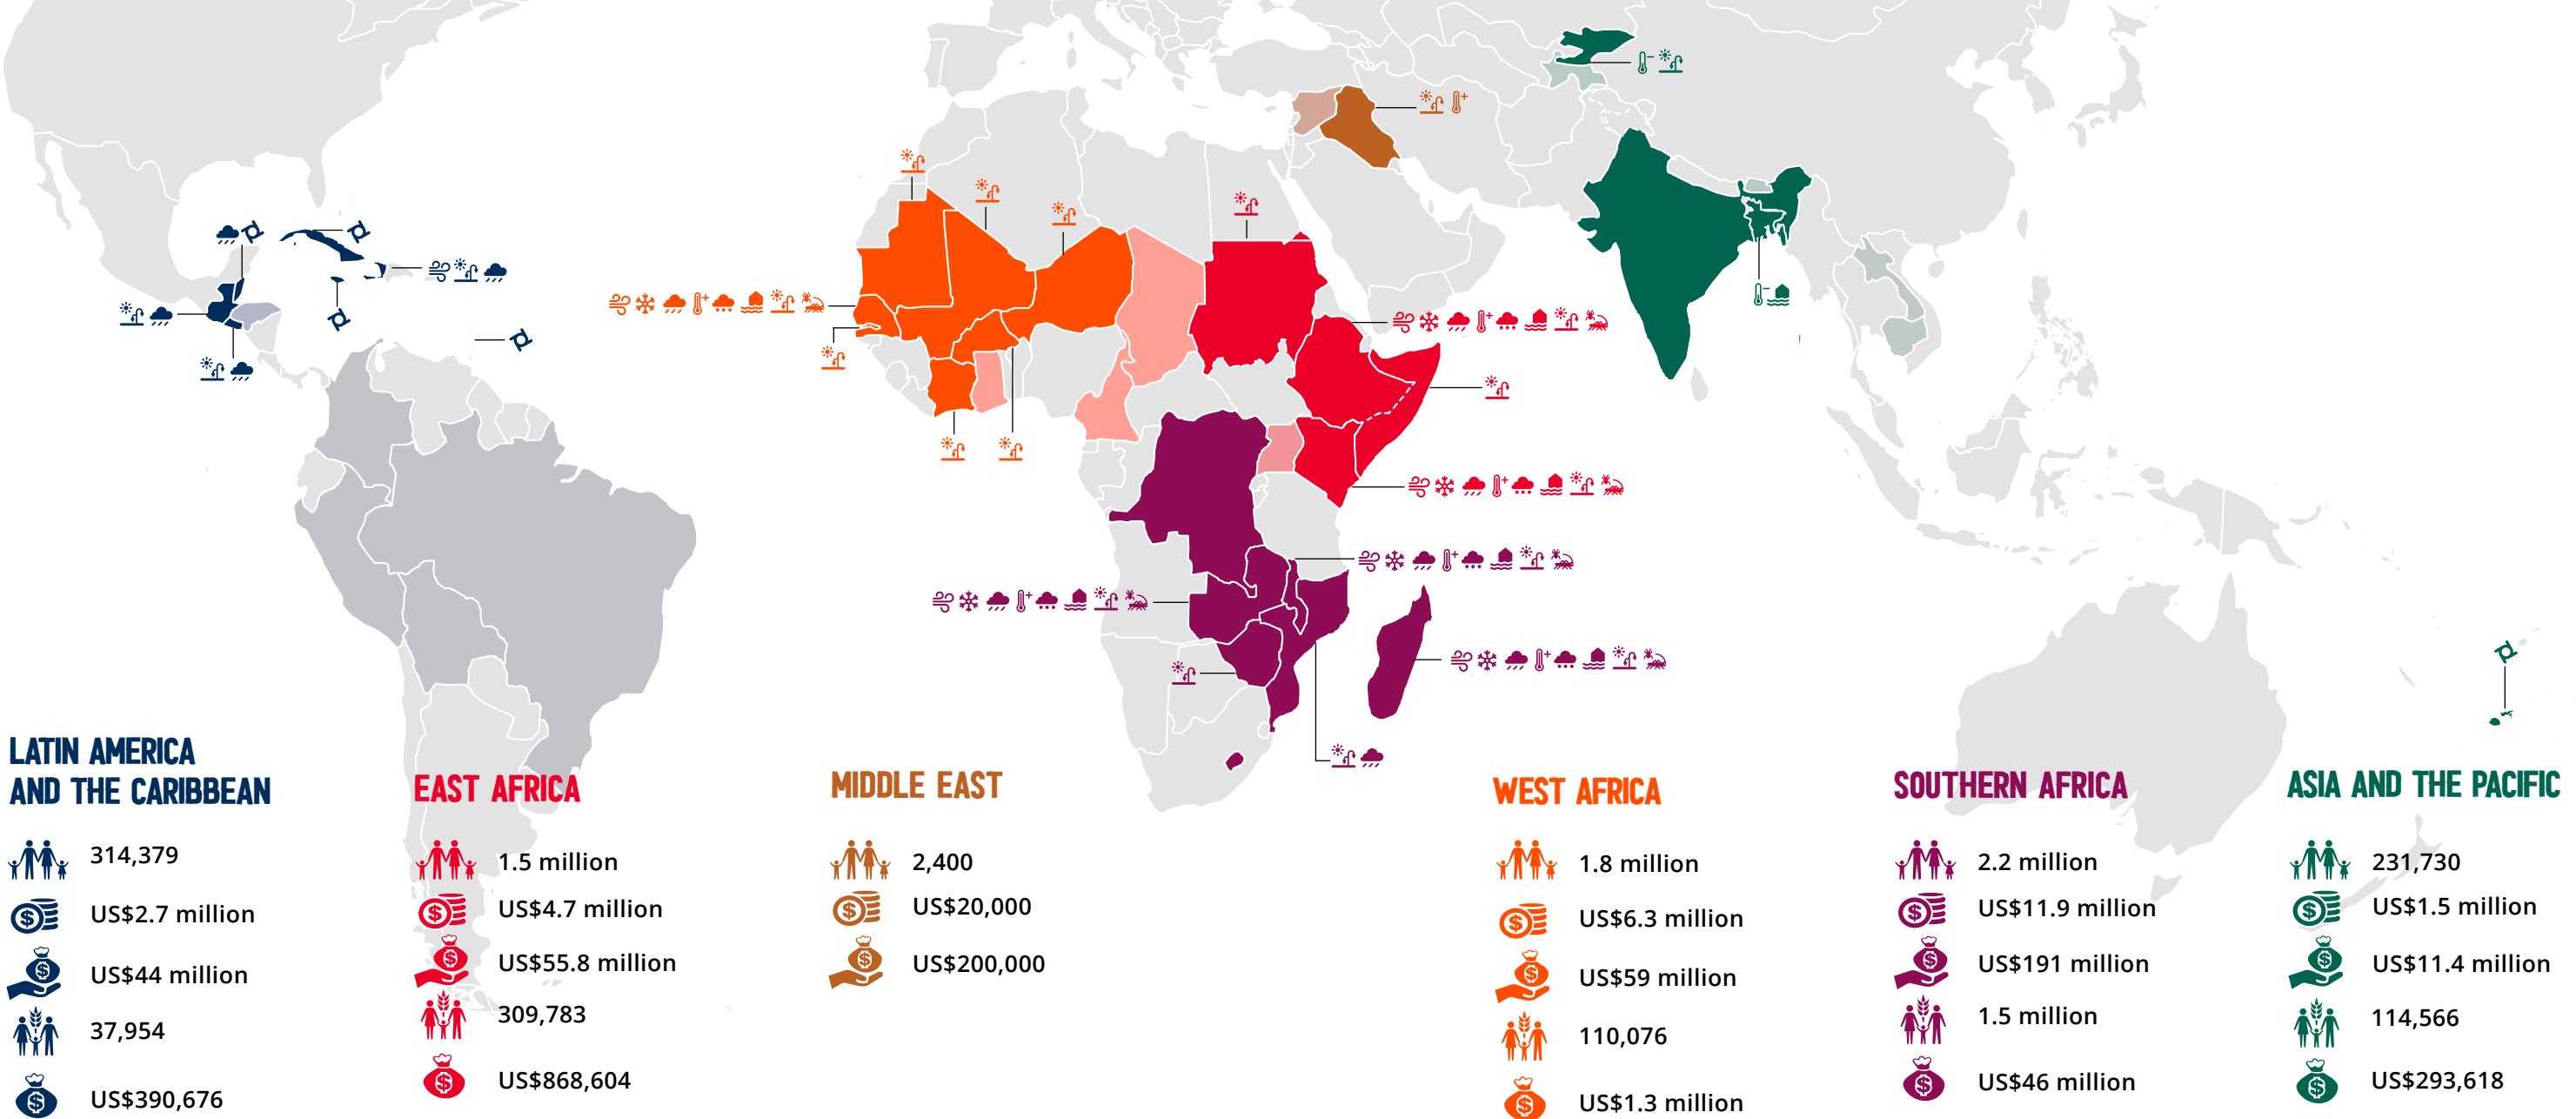 LATIN AMERICA
AND THE CARIBBEAN
314,379
US$2.7 million
US$44 million
37,954
US$390,676
EAST AFRICA
1.5 million
US$4.7 million
US$55.8 million
309,783
US$868,604
MIDDLE EAST
2,400
US$20,000
US$200,000
WEST AFRICA
1.8 million
US$6.3 million
US$59 million
110,076
US$1.3 million
SOUTHERN AFRICA
2.2 million
US$11.9 million
US$191 million
1.5 million
US$46 million
ASIA AND THE PACIFIC
231,730
US$1.5 million
US$11.4 million
114,566
US$293,618